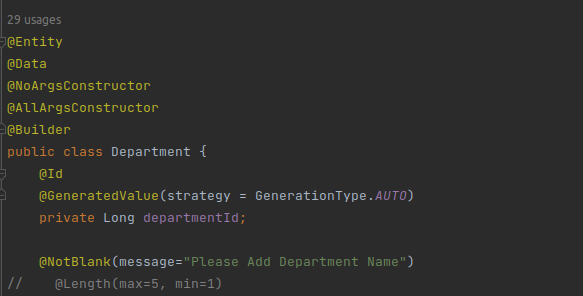 29 usages
@Entity
@Data
@NoArgsConstructor
@AllArgsConstructor
@Builder
public class Department {
@Id
@GeneratedValue(strategy = GenerationType.AUTO)
private Long departmentId;
@NotBlank(message="Please Add Department Name")
//    @Length(max=5, min=1)